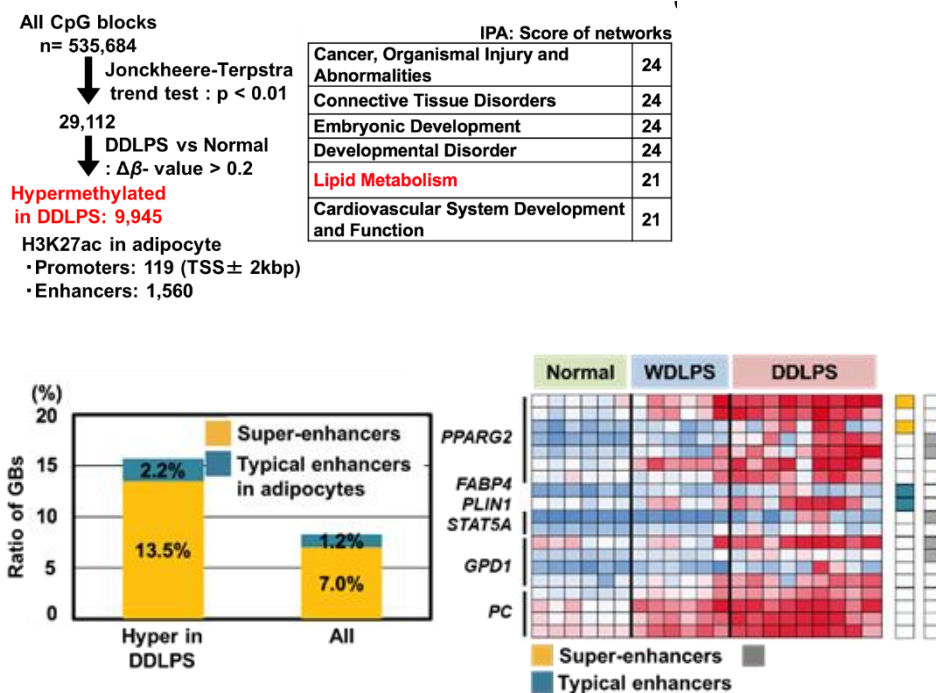 All CpG blocks
n= 535,684
Jonckheere-Terpstra
trend test : p < 0.01
29,112
DDLPS vs Normal
: Δβ- value > 0.2
Hypermethylated
in DDLPS: 9,945
H3K27ac in adipocyte
・Promoters: 119 (TSS± 2kbp)
・Enhancers: 1,560
IPA: Score of networks
Cancer, Organismal Injury and
Abnormalities 24
Connective Tissue Disorders 24
Embryonic Development 24
Developmental Disorder 24
Lipid Metabolism 21
Cardiovascular System Development
and Function 21
(%)
20
15
10
5
0
Ratio of GBs
Super-enhancers
Typical enhancers
in adipocytes
2.2%
13.5%
1.2%
7.0%
Hyper in
DDLPS
All
Normal WDLPS DDLPS
PPARG2
FABP4
PLIN1
STAT5A
GPD1
PC
Super-enhancers
Typical enhancers